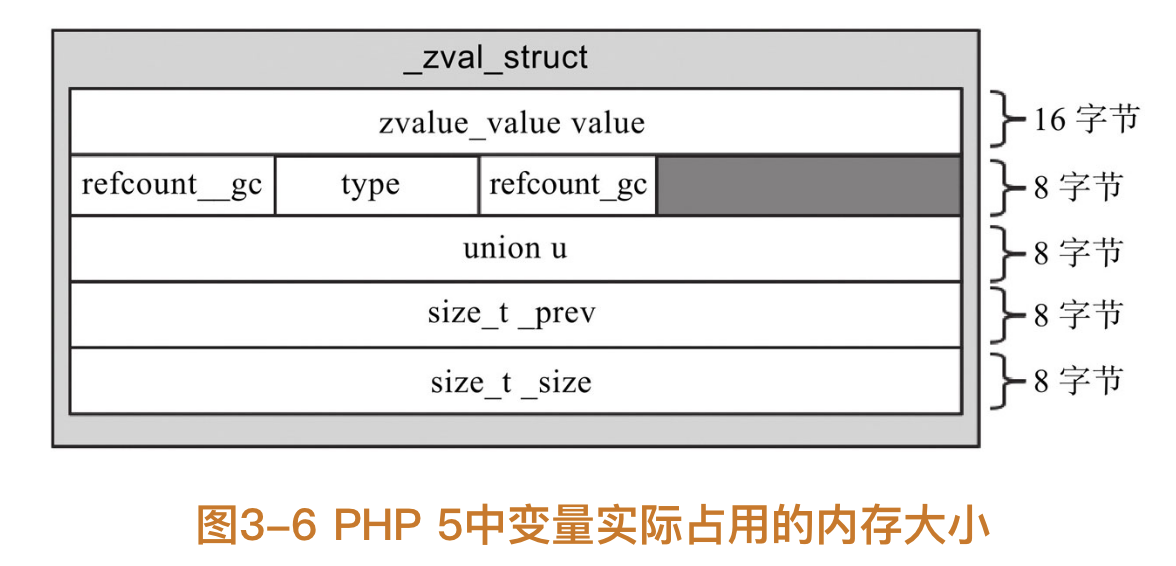 _zval_struct
zvalue_value value
16 字节
refcount__gc
type
refcount_gc
8 字节
union u
8 字节
size_t _prev
8 字节
size_t _size
8 字节
图3-6 PHP 5中变量实际占用的内存大小